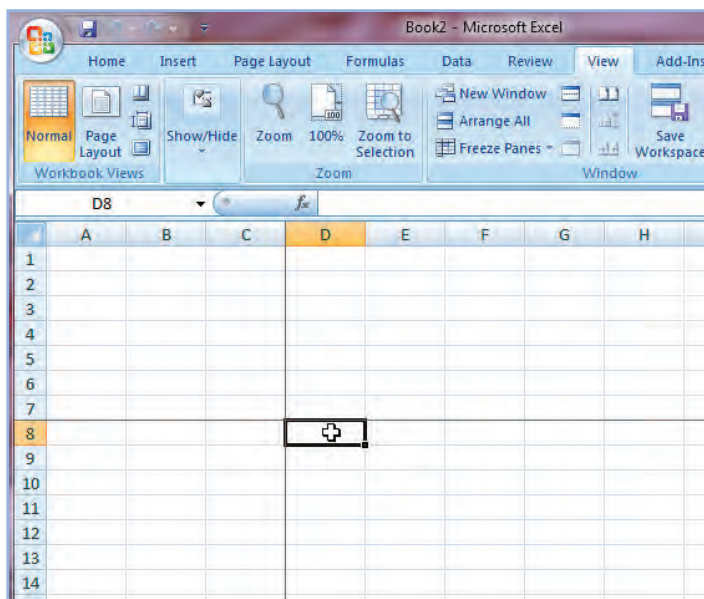 Book2 - Microsoft Excel
Home Insert Page Layout Formulas Data Review View Add-Ins
Normal Page Layout Show/Hide Zoom 100% Zoom to Selection New Window Arrange All Freeze Panes Save Workspace
Workbook Views Zoom Window
D8 fx
A B C D E F G H
1
2
3
4
5
6
7
8
9
10
11
12
13
14